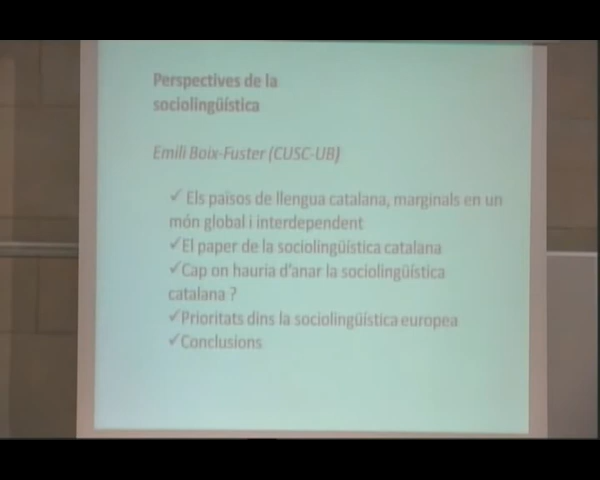 Perspectives de la
sociolingüística
Emili Boix-Fuster (CUSC-UB)
✓ Els països de llengua catalana, marginals en un
món global i interdependent
✓El paper de la sociolingüística catalana
✓Cap on hauria d'anar la sociolingüística
catalana ?
✓Prioritats dins la sociolingüística europea
✓Conclusions